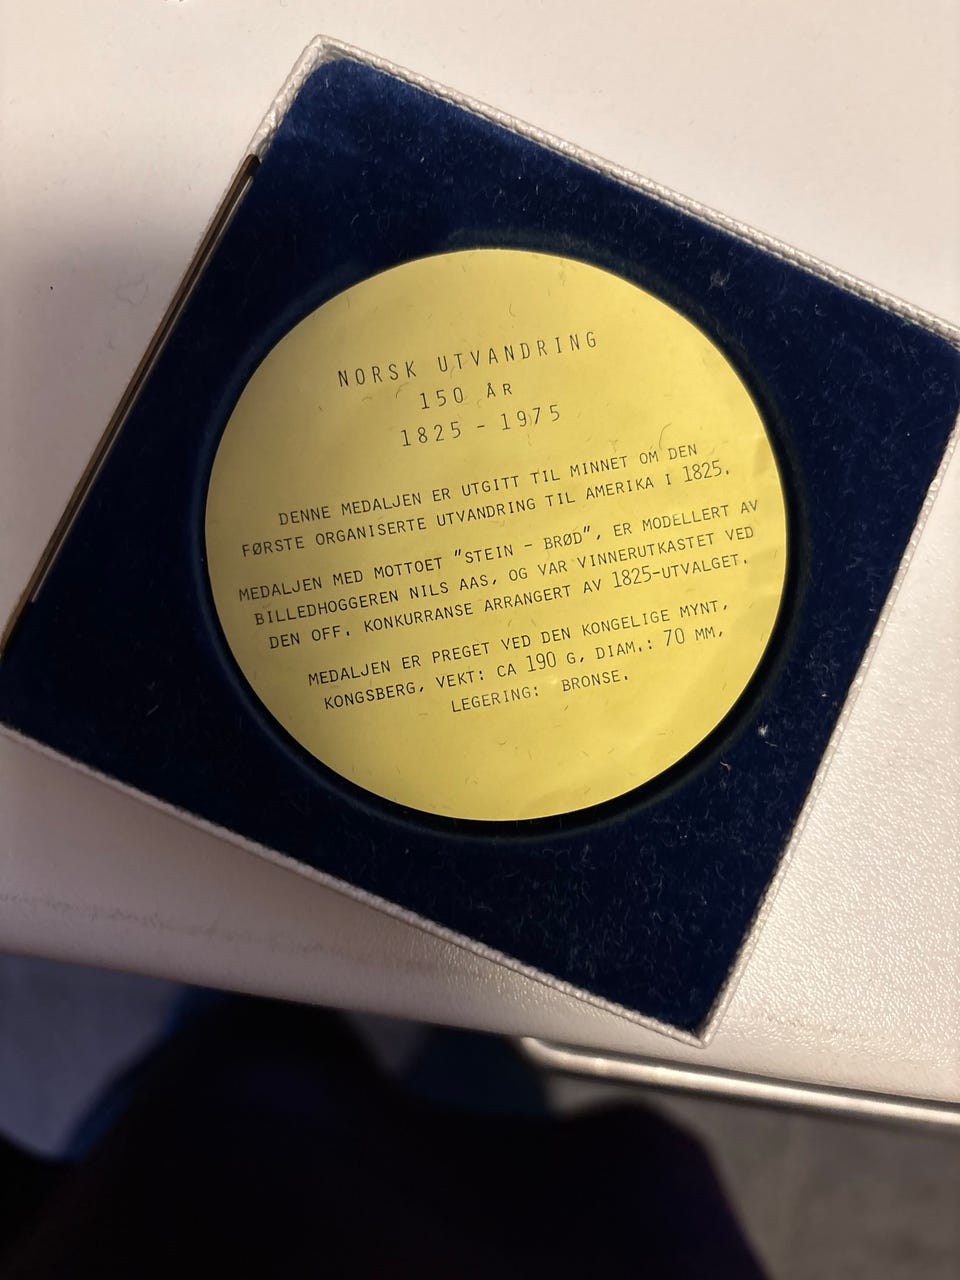 NORSK UTVANDRING
150 ÅR
1825 - 1975
DENNE MEDALJEN ER UTGITT TIL MINNET OM DEN
FØRSTE ORGANISERTE UTVANDRING TIL AMERIKA I 1825.
MEDALJEN MED MOTTOET "STEIN - BRØD", ER MODELLERT AV
BILLEDHOGGEREN NILS AAS, OG VAR VINNERUTKASTET VED
DEN OFF. KONKURRANSE ARRANGERT AV 1825-UTVALGET.
MEDALJEN ER PREGET VED DEN KONGELIGE MYNT,
KONGSBERG, VEKT: CA 190 G, DIAM.: 70 MM,
LEGERING: BRONSE.